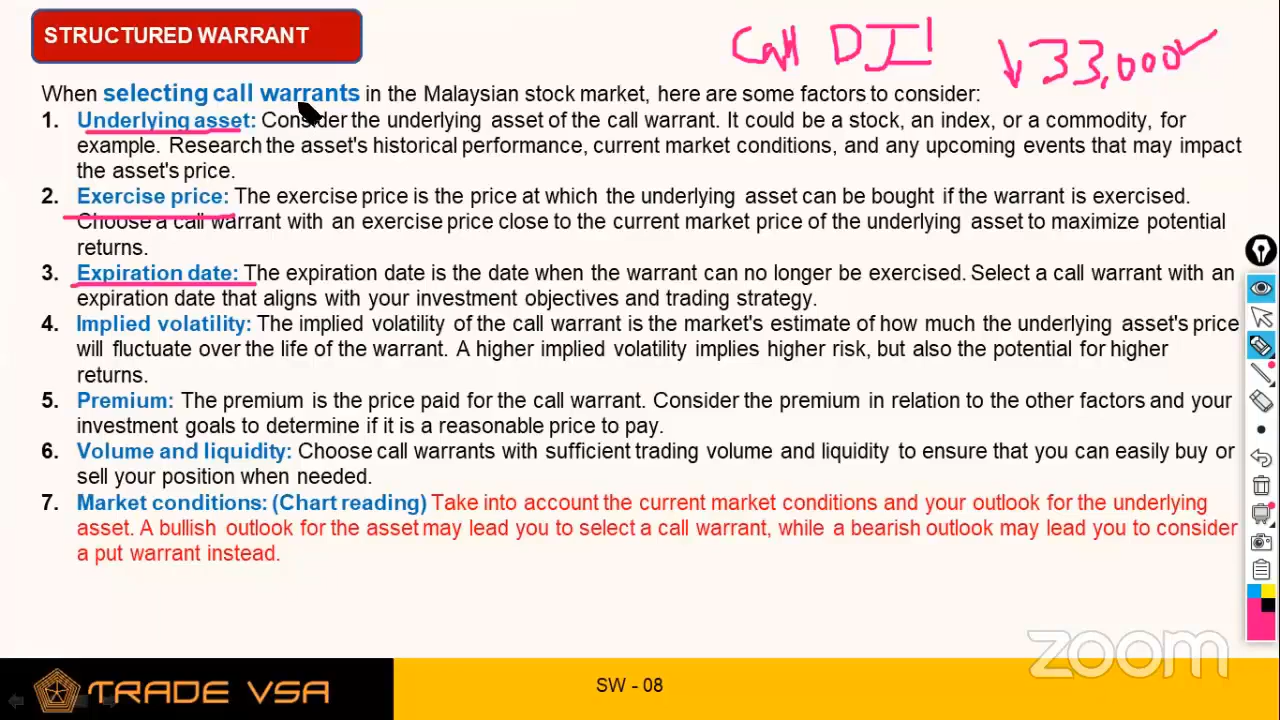 STRUCTURED WARRANT
Call DJI
33,000
When selecting call warrants in the Malaysian stock market, here are some factors to consider:
1. Underlying asset: Consider the underlying asset of the call warrant. It could be a stock, an index, or a commodity, for
example. Research the asset's historical performance, current market conditions, and any upcoming events that may impact
the asset's price.
2. Exercise price: The exercise price is the price at which the underlying asset can be bought if the warrant is exercised.
Choose a call warrant with an exercise price close to the current market price of the underlying asset to maximize potential
returns.
3. Expiration date: The expiration date is the date when the warrant can no longer be exercised. Select a call warrant with an
expiration date that aligns with your investment objectives and trading strategy.
4. Implied volatility: The implied volatility of the call warrant is the market's estimate of how much the underlying asset's price
will fluctuate over the life of the warrant. A higher implied volatility implies higher risk, but also the potential for higher
returns.
5. Premium: The premium is the price paid for the call warrant. Consider the premium in relation to the other factors and your
investment goals to determine if it is a reasonable price to pay.
6. Volume and liquidity: Choose call warrants with sufficient trading volume and liquidity to ensure that you can easily buy or
sell your position when needed.
7. Market conditions: (Chart reading) Take into account the current market conditions and your outlook for the underlying
asset. A bullish outlook for the asset may lead you to select a call warrant, while a bearish outlook may lead you to consider
a put warrant instead.
zoom
TRADE VSA
SW - 08